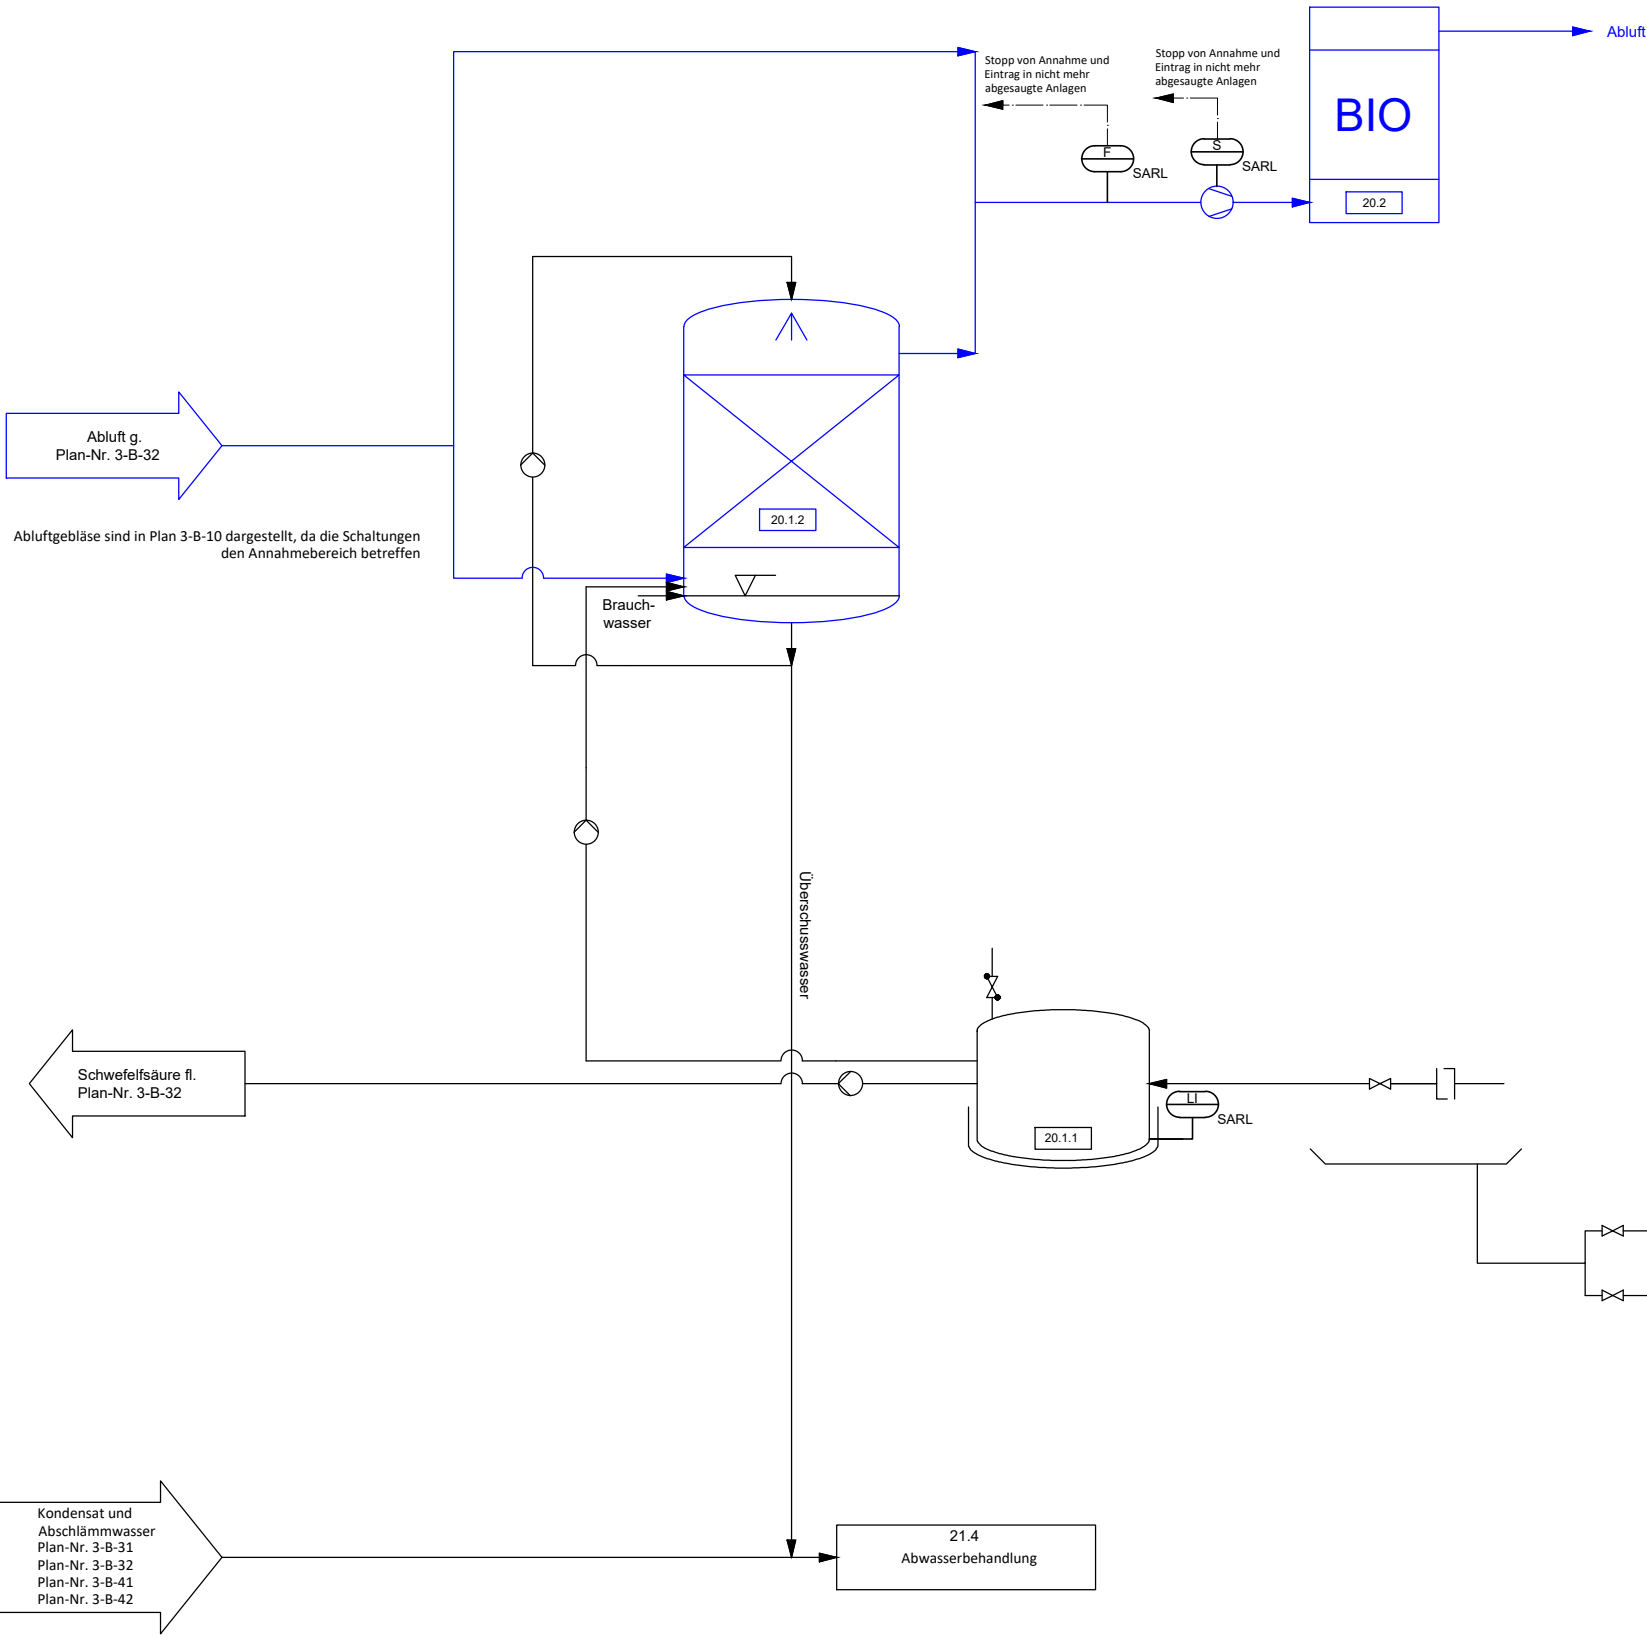 Abluft
Stopp von Annahme und
Eintrag in nicht mehr
abgesaugte Anlagen
Stopp von Annahme und
Eintrag in nicht mehr
abgesaugte Anlagen
BIO
F
SARL
S
SARL
20.2
Abluft g.
Plan-Nr. 3-B-32
20.1.2
Abluftgebläse sind in Plan 3-B-10 dargestellt, da die Schaltungen
den Annahmebereich betreffen
Brauch-
wasser
Überschusswasser
Schwefelsäure fl.
Plan-Nr. 3-B-32
LI
SARL
20.1.1
Kondensat und
Abschlämmwasser
Plan-Nr. 3-B-31
Plan-Nr. 3-B-32
Plan-Nr. 3-B-41
Plan-Nr. 3-B-42
21.4
Abwasserbehandlung